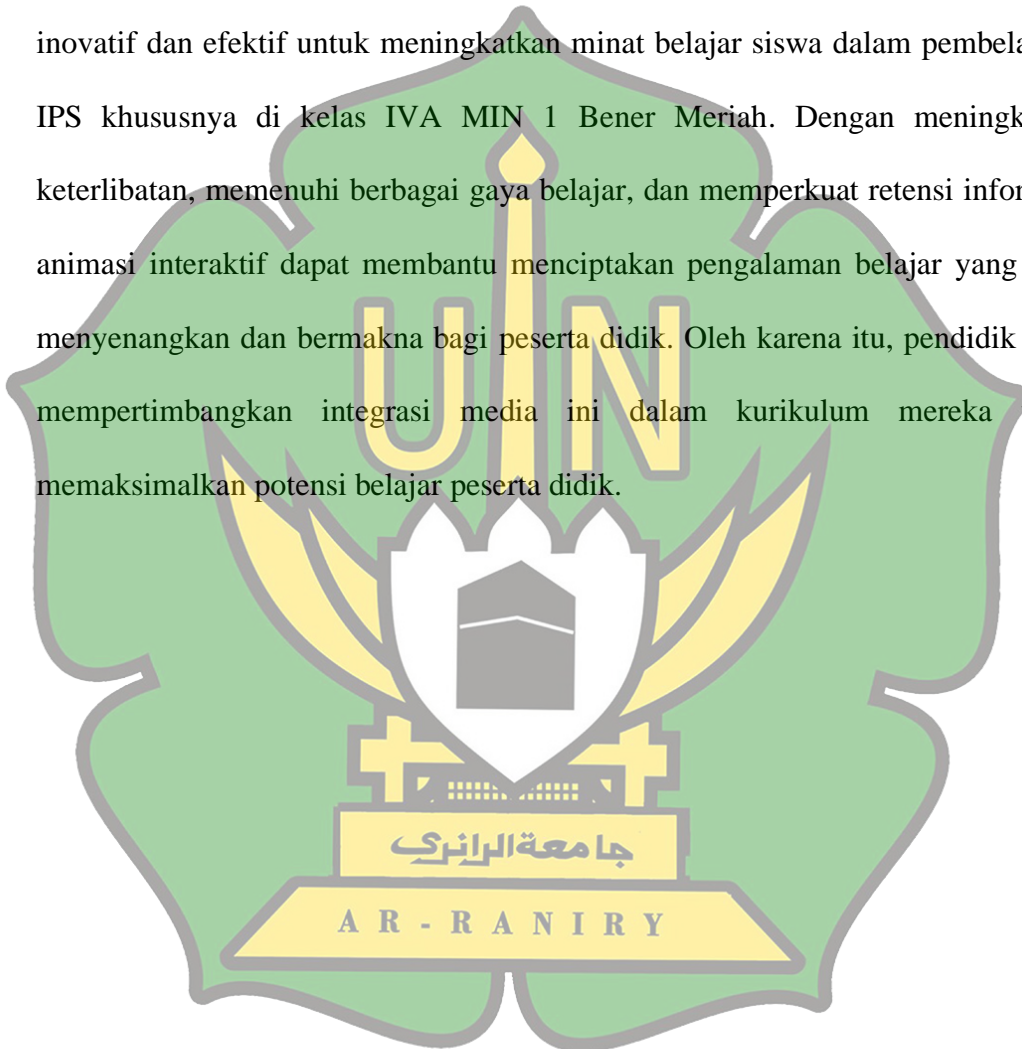 inovatif dan efektif untuk meningkatkan minat belajar siswa dalam pembela
IPS khususnya di kelas IVA MIN 1 Bener Meriah. Dengan meningk
keterlibatan, memenuhi berbagai gaya belajar, dan memperkuat retensi infor
animasi interaktif dapat membantu menciptakan pengalaman belajar yang
menyenangkan dan bermakna bagi peserta didik. Oleh karena itu, pendidik
mempertimbangkan integrasi media ini dalam kurikulum mereka
memaksimalkan potensi belajar peserta didik.
UIN
جامعةالرانري
AR-RANIRY